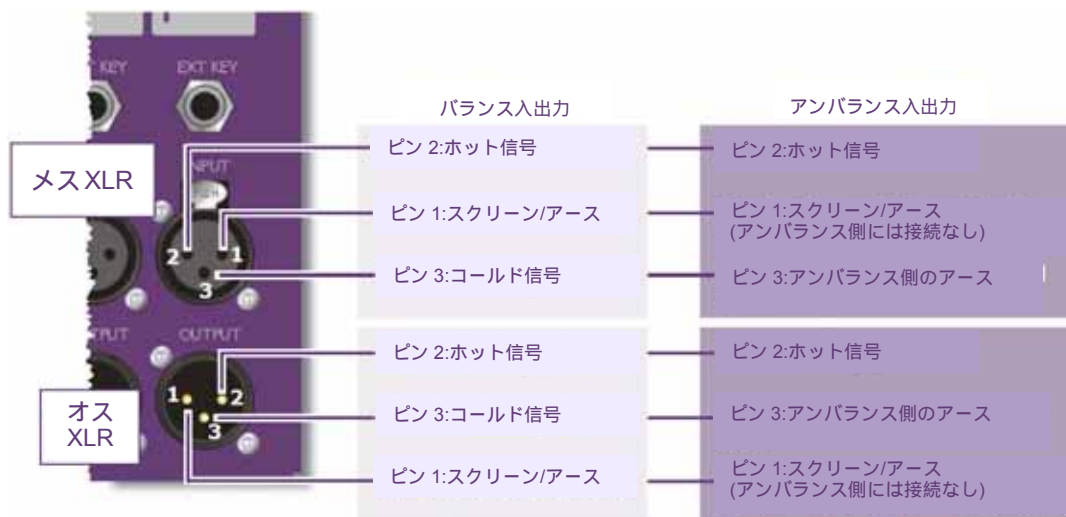 EXT KEY
EXT KEY
バランス入出力
アンバランス入出力
メス XLR
INPUT
2
1
3
ピン 2:ホット信号
ピン 2:ホット信号
ピン 1:スクリーン/アース
ピン 1:スクリーン/アース
(アンバランス側には接続なし)
ピン 3:コールド信号
ピン 3:アンバランス側のアース
OUTPUT
OUTPUT
オス
XLR
1
2
3
ピン 2:ホット信号
ピン 2:ホット信号
ピン 3:コールド信号
ピン 3:アンバランス側のアース
ピン 1:スクリーン/アース
ピン 1:スクリーン/アース
(アンバランス側には接続なし)